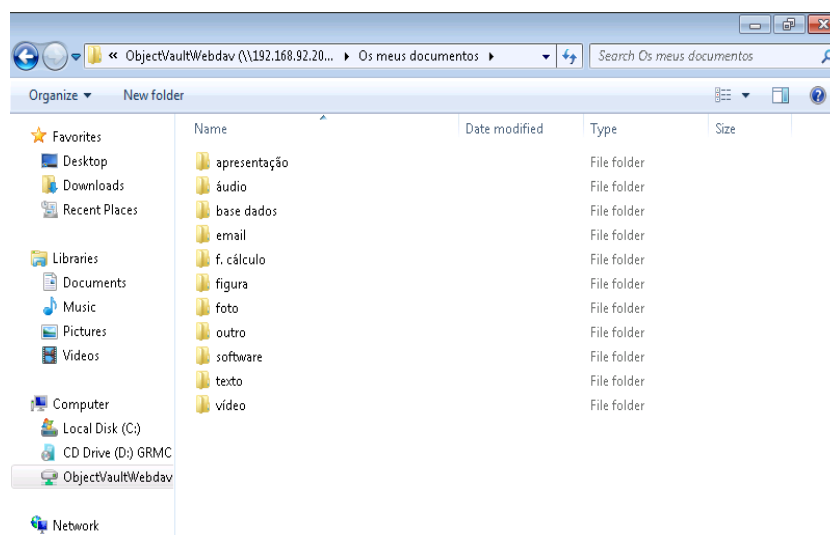 « ObjectVaultWebdav (\\192.168.92.20... Os meus documentos
Search Os meus documentos
Organize New folder
Name Date modified Type Size
Favorites
Desktop
Downloads
Recent Places
Libraries
Documents
Music
Pictures
Videos
Computer
Local Disk (C:)
CD Drive (D:) GRMC
ObjectVaultWebdav
Network
apresentação File folder
áudio File folder
base dados File folder
email File folder
f. cálculo File folder
figura File folder
foto File folder
outro File folder
software File folder
texto File folder
vídeo File folder